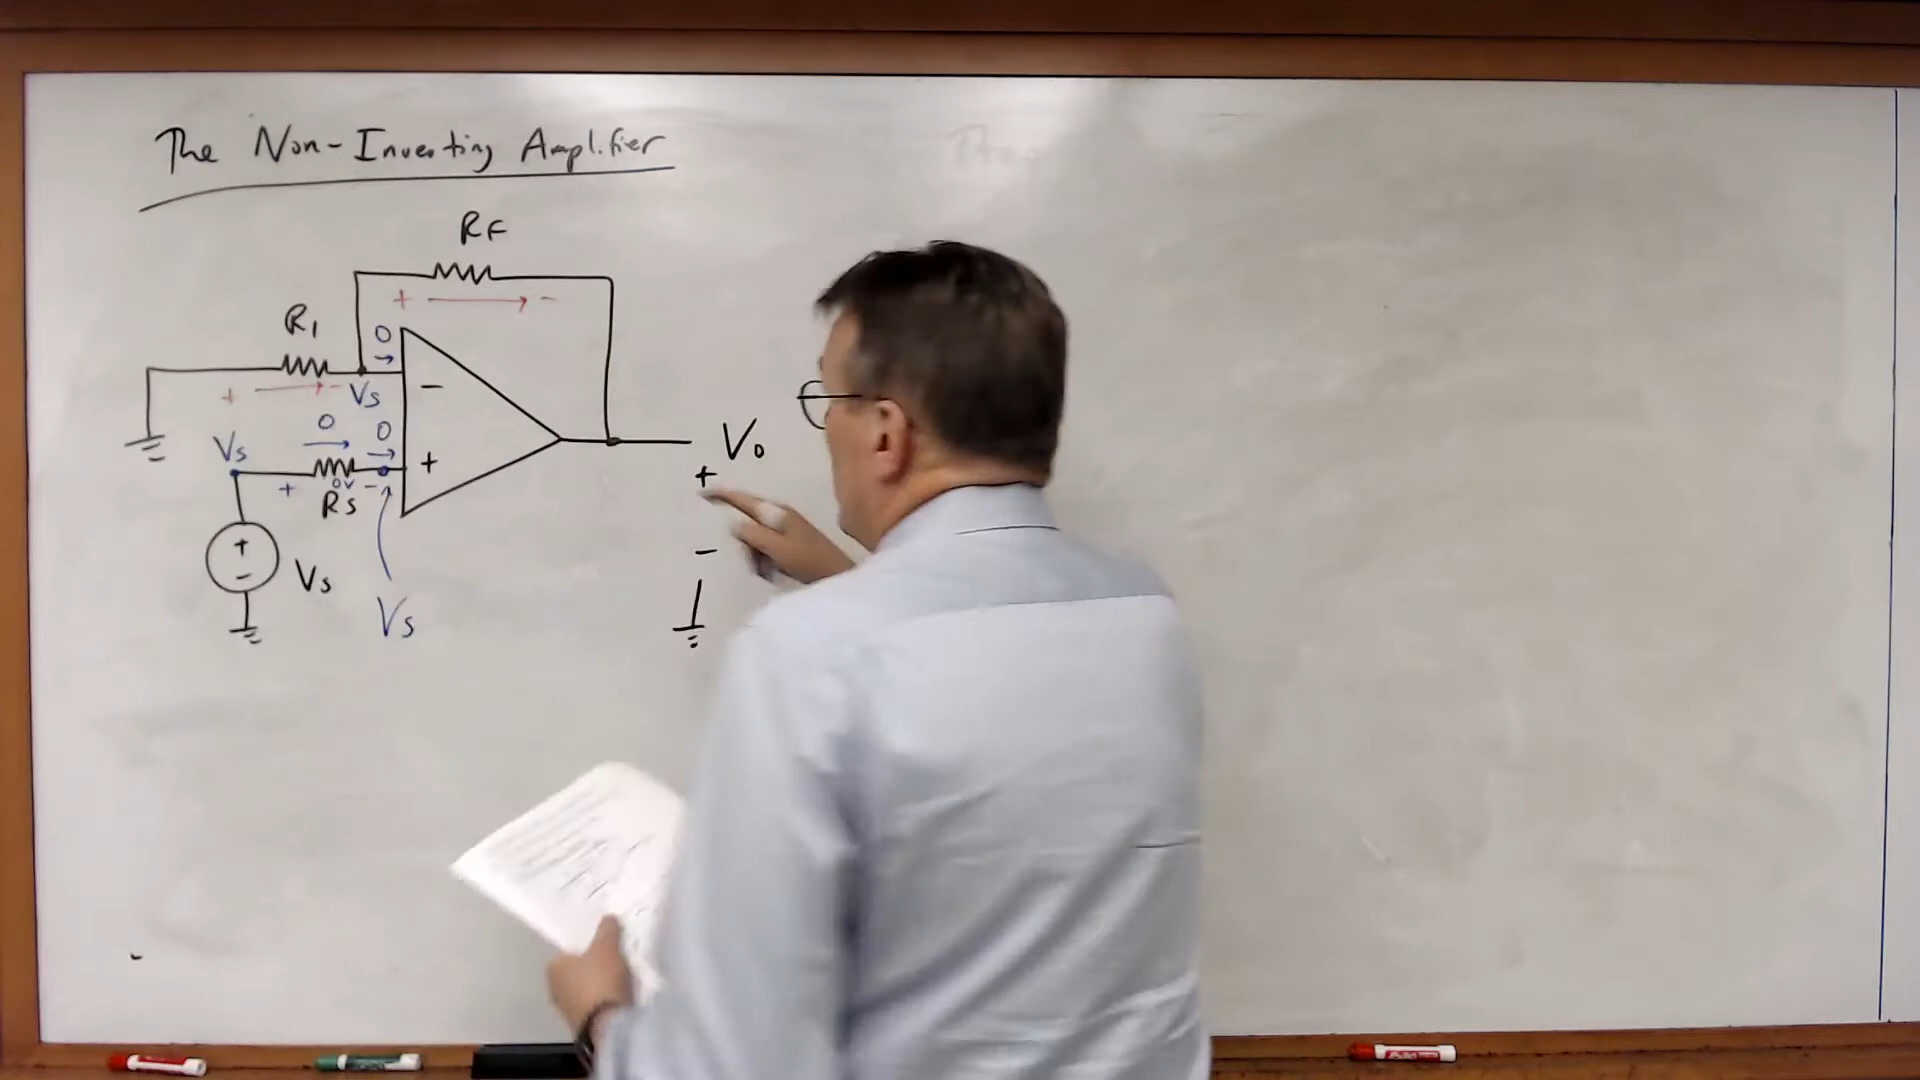 The Non-Inverting Amplifier
RF
+ -
R1
0
+ - Vs
-
0 0
Vs
+
Vo
+
+ 0V -
Rs
+
-
Vs
-
Vs